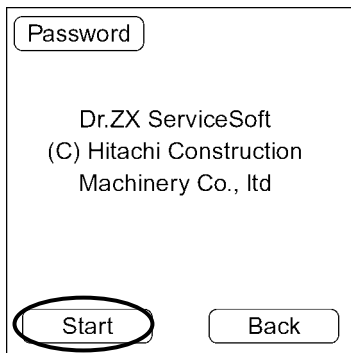 Password
Dr.ZX ServiceSoft
(C) Hitachi Construction
Machinery Co., ltd
Start
Back